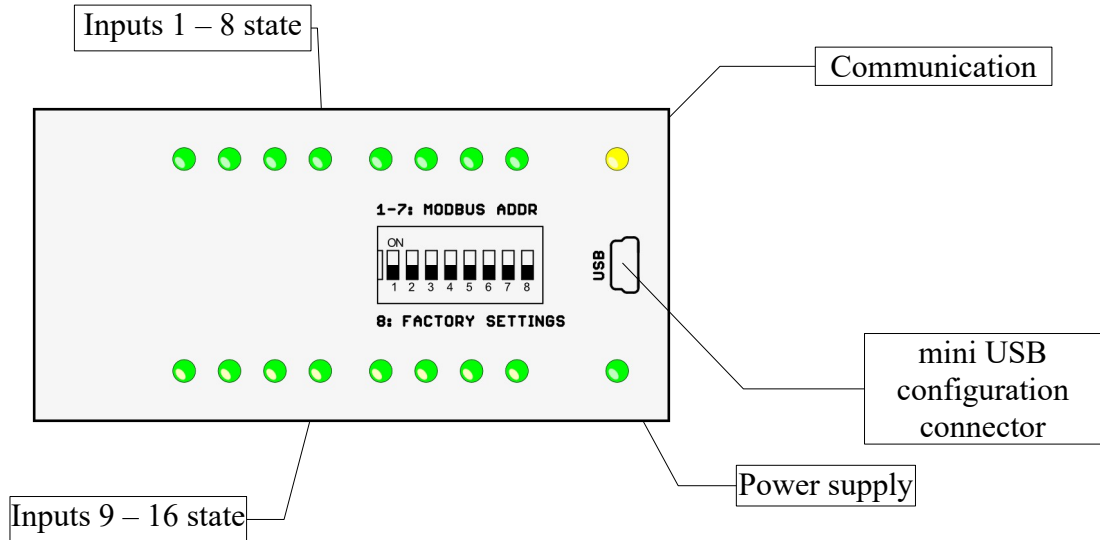 Inputs 1 – 8 state
Communication
1-7: MODBUS ADDR
ON
1 2 3 4 5 6 7 8
USB
8: FACTORY SETTINGS
mini USB
configuration
connector
Power supply
Inputs 9 – 16 state